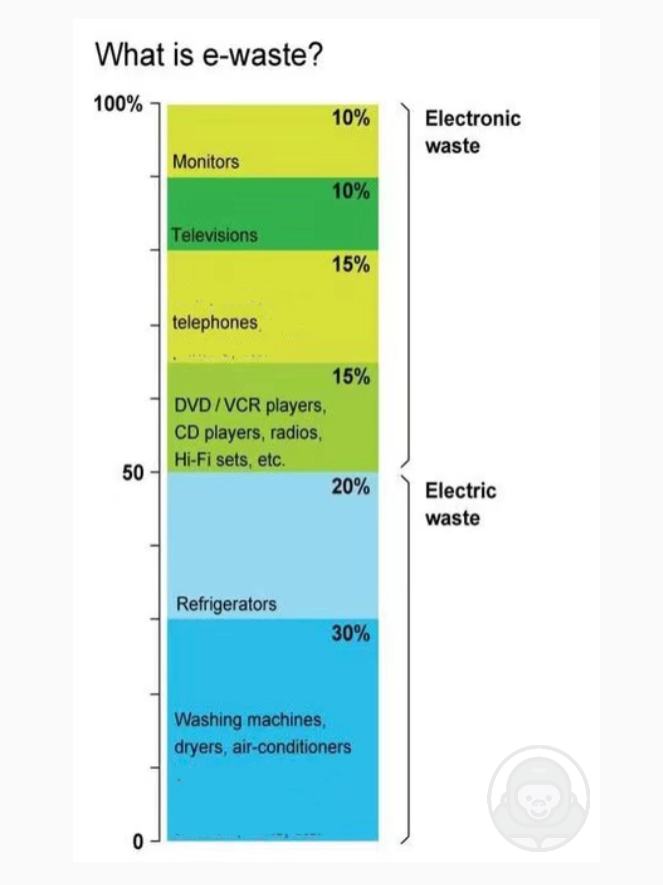 What is e-waste?
100%
10%
Monitors
Electronic
waste
10%
Televisions
15%
telephones
15%
DVD / VCR players,
CD players, radios,
Hi-Fi sets, etc.
50
20%
Refrigerators
Electric
waste
30%
Washing machines,
dryers, air-conditioners
0